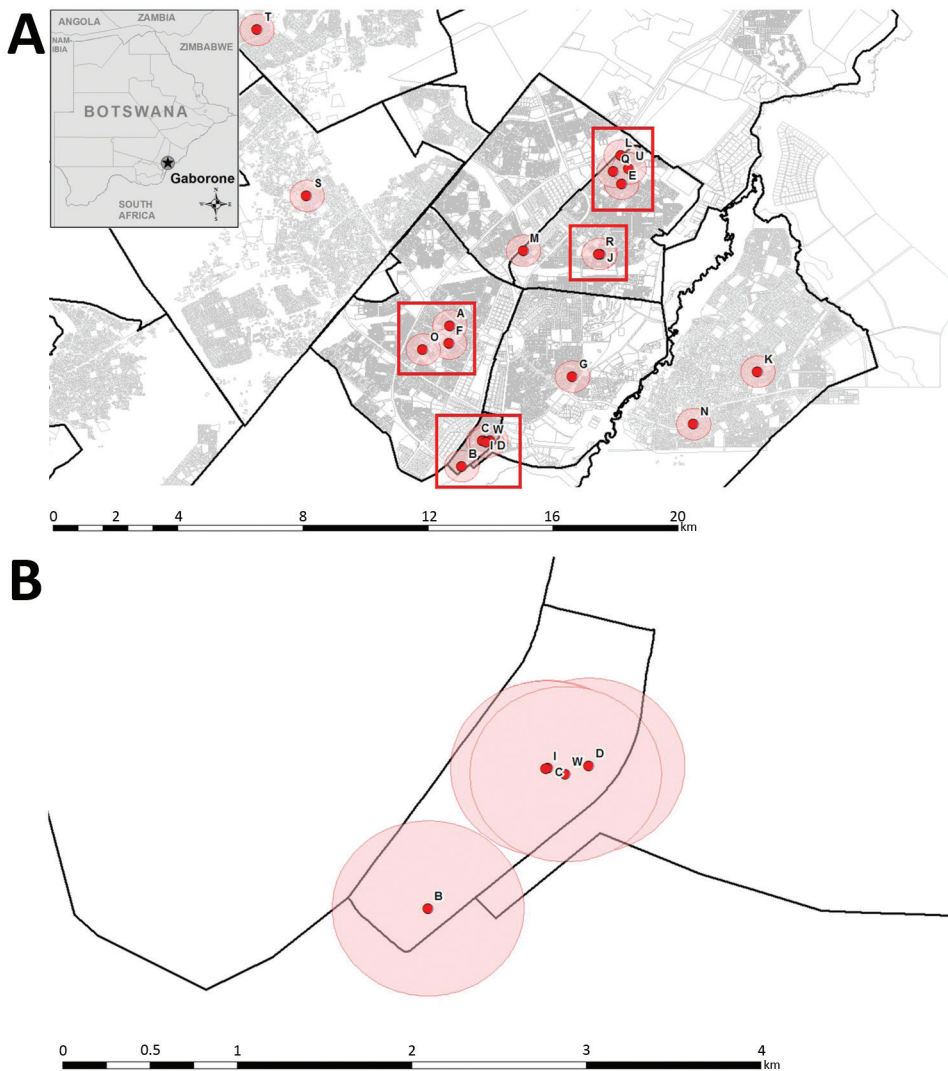 A
ANGOLA
ZAMBIA
NAM-
IBIA
ZIMBABWE
BOTSWANA
Gaborone
SOUTH
AFRICA
N
W
E
S
T
S
L
U
Q
E
M
R
J
A
F
O
G
K
N
C
W
I
D
B
0
2
4
8
12
16
20
km
B
I
C
W
D
B
0
0.5
1
2
3
4
km